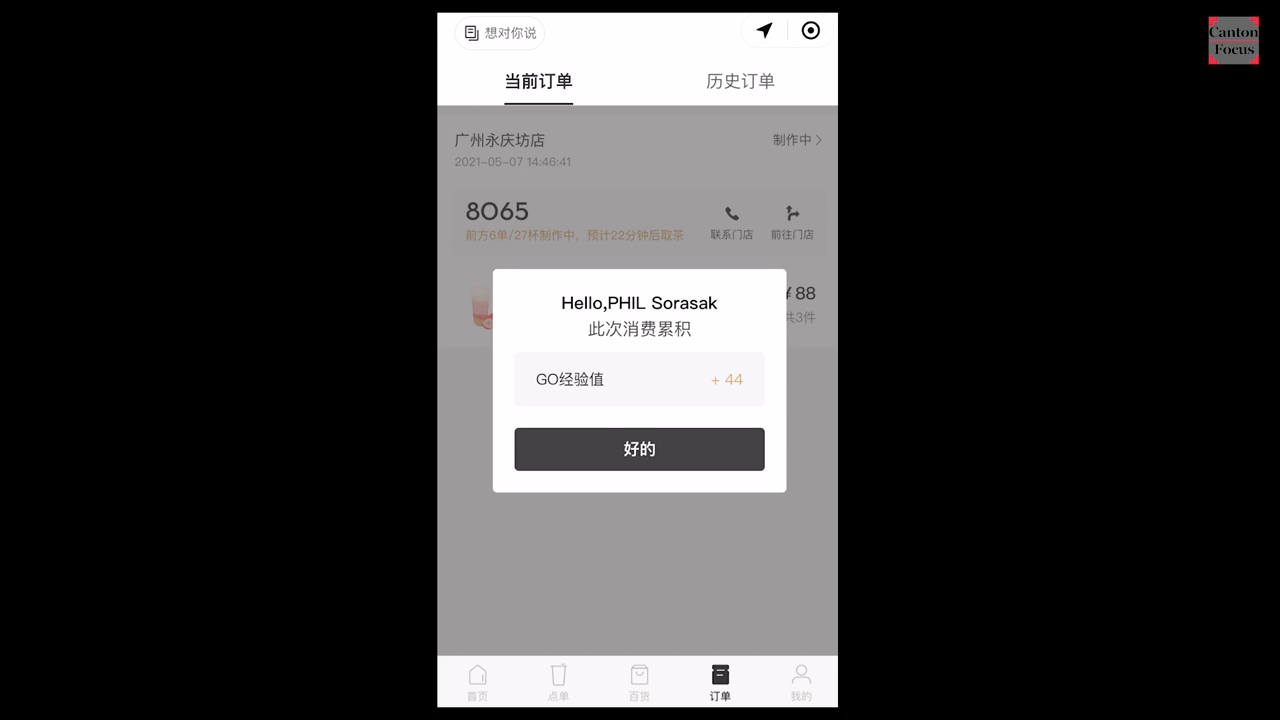 想对你说
Canton
Focus
当前订单
历史订单
广州永庆坊店
制作中
2021-05-07 14:46:41
8065
前方6单/27杯制作中，预计22分钟后取茶
联系门店
前往门店
Hello,PHIL Sorasak
此次消费累积
¥88
共3件
GO经验值
+ 44
好的
首页
点单
百货
订单
我的